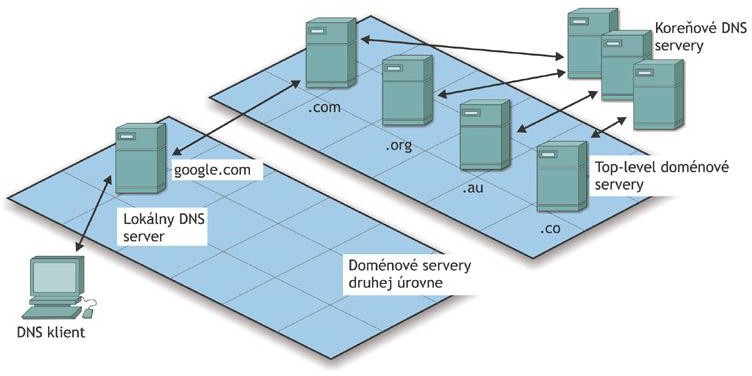 Koreňové DNS
servery
.com
.org
.au
.co
Top-level doménové
servery
google.com
Lokálny DNS
server
Doménové servery
druhej úrovne
DNS klient